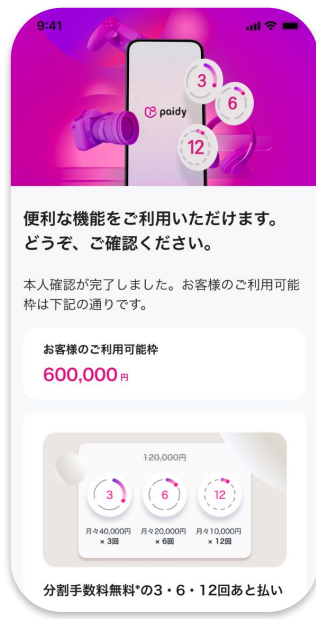 9:41
3
6
paidy
12
便利な機能をご利用いただけます。
どうぞ、ご確認ください。
本人確認が完了しました。お客様のご利用可能
枠は下記の通りです。
お客様のご利用可能枠
600,000 円
120,000円
3 6 12
月々40,000円 月々20,000円 月々10,000円
× 3回 × 6回 × 12回
分割手数料無料*の3・6・12回あと払い